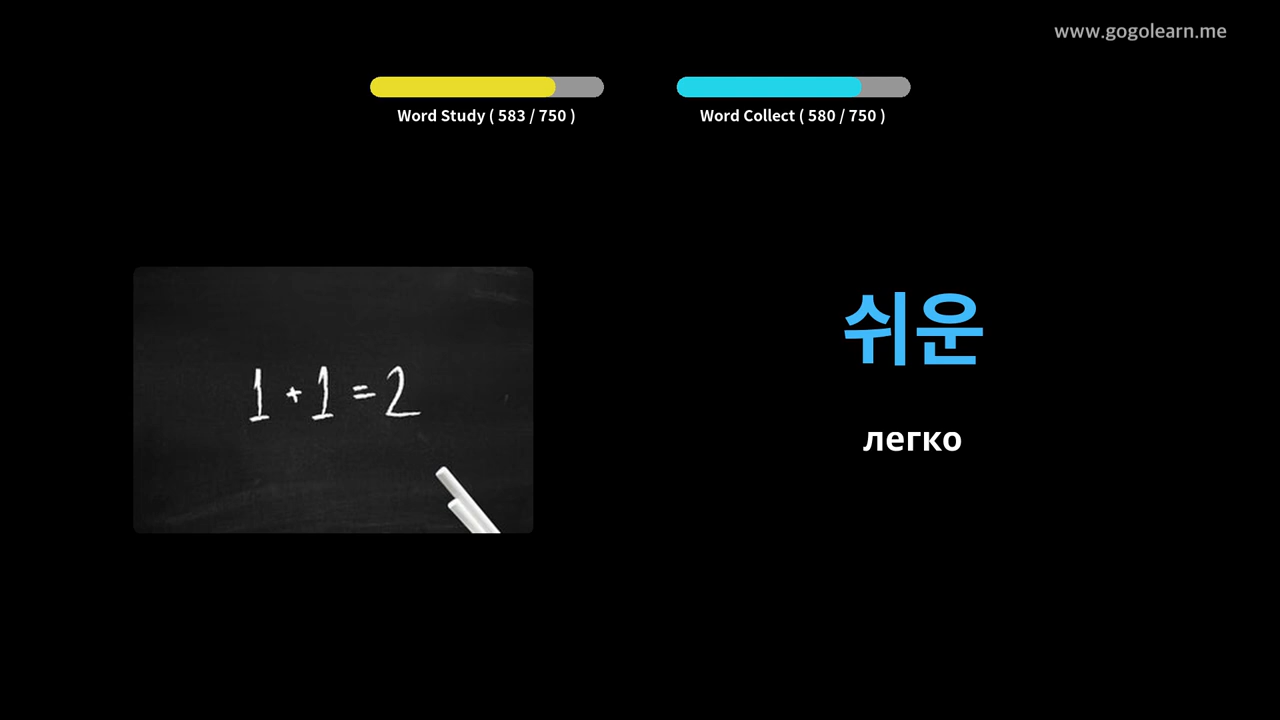 www.gogolearn.me
Word Study ( 583 / 750 )
Word Collect ( 580 / 750 )
1 + 1 = 2
쉬운
легко